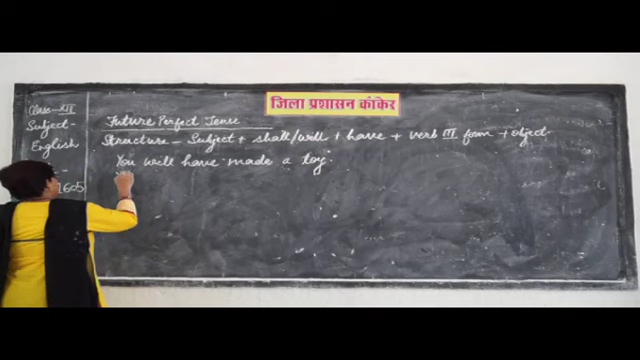 जिला प्रशासन कांकेर
Class-XII
Subject-
English
1605
Future Perfect Tense
Structure - Subject + shall/will + have + verb III form + object
You will have made a toy.